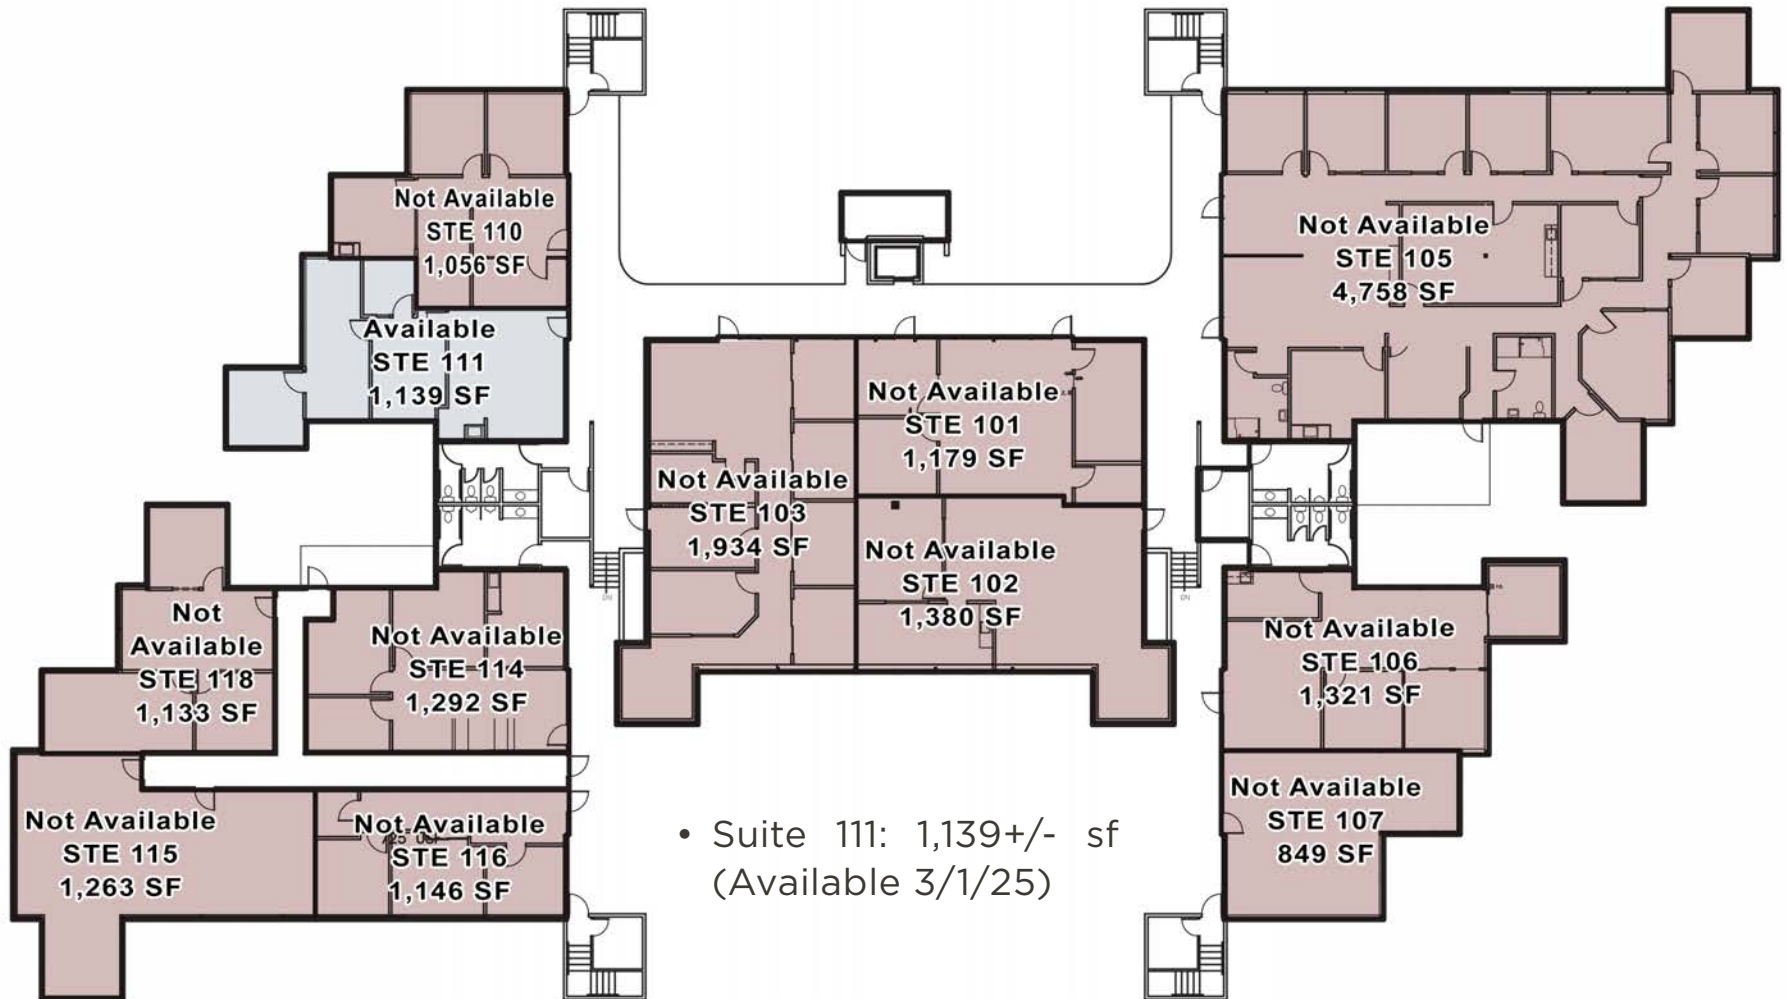 Not Available
STE 110
1,056 SF
Available
STE 111
1,139 SF
Not Available
STE 105
4,758 SF
Not Available
STE 101
1,179 SF
Not Available
STE 103
1,934 SF
Not Available
STE 102
1,380 SF
Not
Available
STE 118
1,133 SF
Not Available
STE 114
1,292 SF
Not Available
STE 106
1,321 SF
Not Available
STE 115
1,263 SF
Not Available
STE 116
1,146 SF
Not Available
STE 107
849 SF
• Suite 111: 1,139+/- sf
(Available 3/1/25)